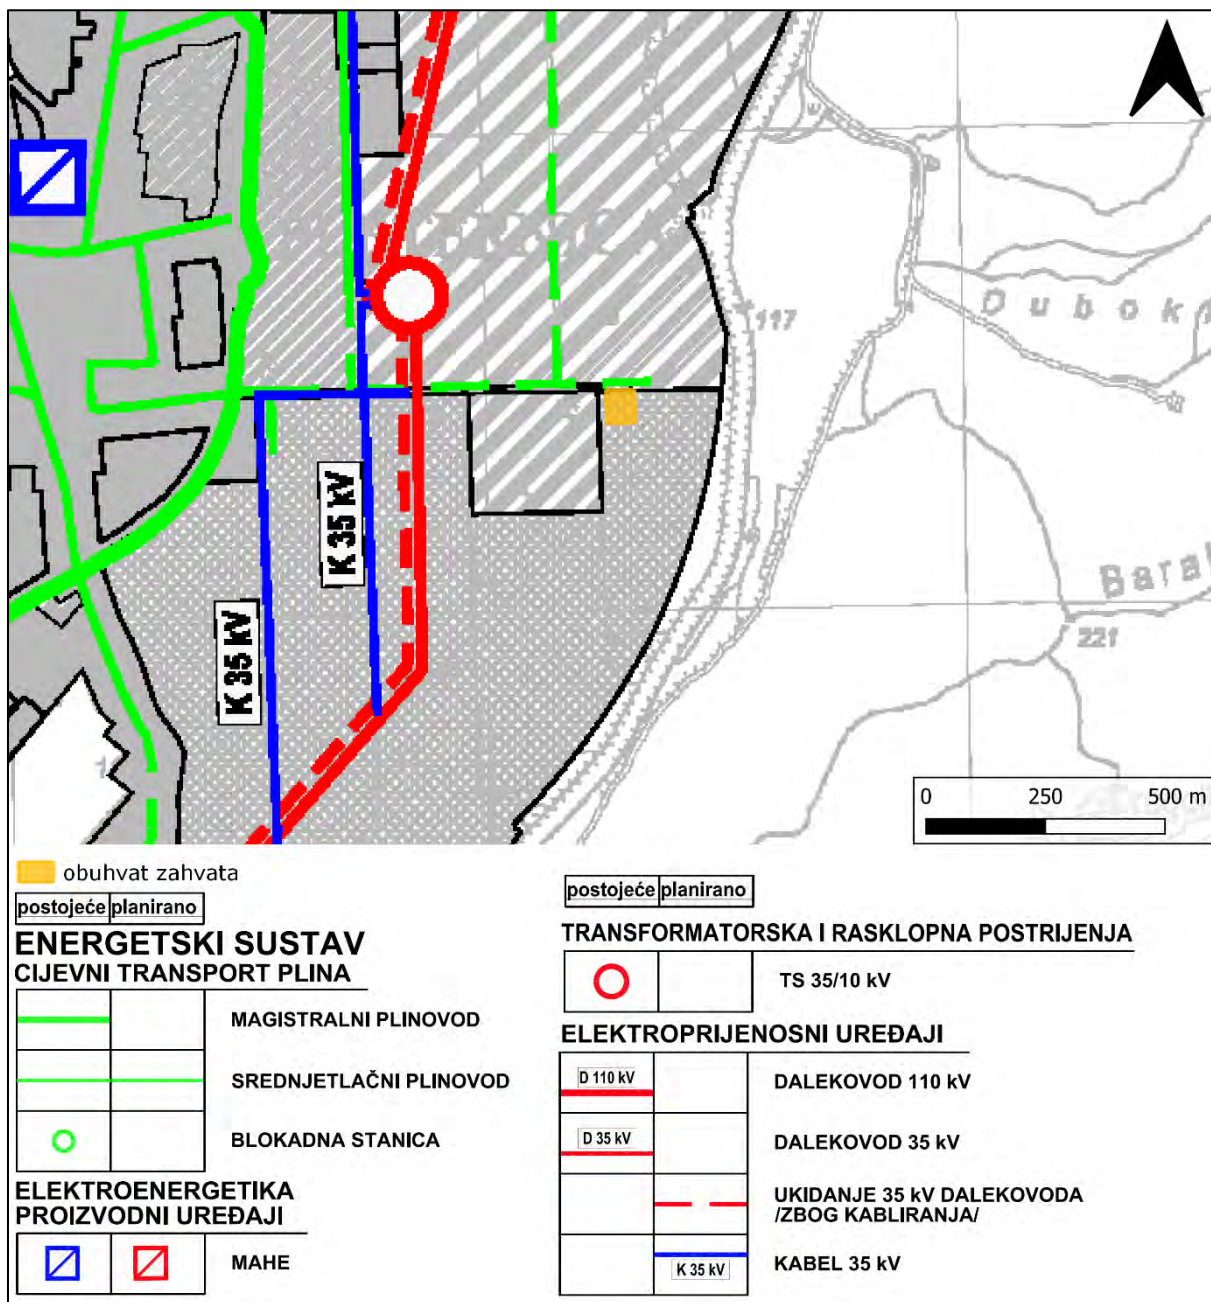 117
Dubok
K 35 kV
K 35 kV
Bara
221
0 250 500 m
obuhvat zahvata
postojeće planirano
ENERGETSKI SUSTAV
CIJEVNI TRANSPORT PLINA
MAGISTRALNI PLINOVOD
SREDNJETLAČNI PLINOVOD
BLOKADNA STANICA
ELEKTROENERGETIKA
PROIZVODNI UREĐAJI
MAHE
postojeće planirano
TRANSFORMATORSKA I RASKLOPNA POSTRIJENJA
TS 35/10 kV
ELEKTROPRIJENOSNI UREĐAJI
D 110 kV
DALEKOVOD 110 kV
D 35 kV
DALEKOVOD 35 kV
UKIDANJE 35 kV DALEKOVODA
/ZBOG KABLIRANJA/
K 35 kV
KABEL 35 kV